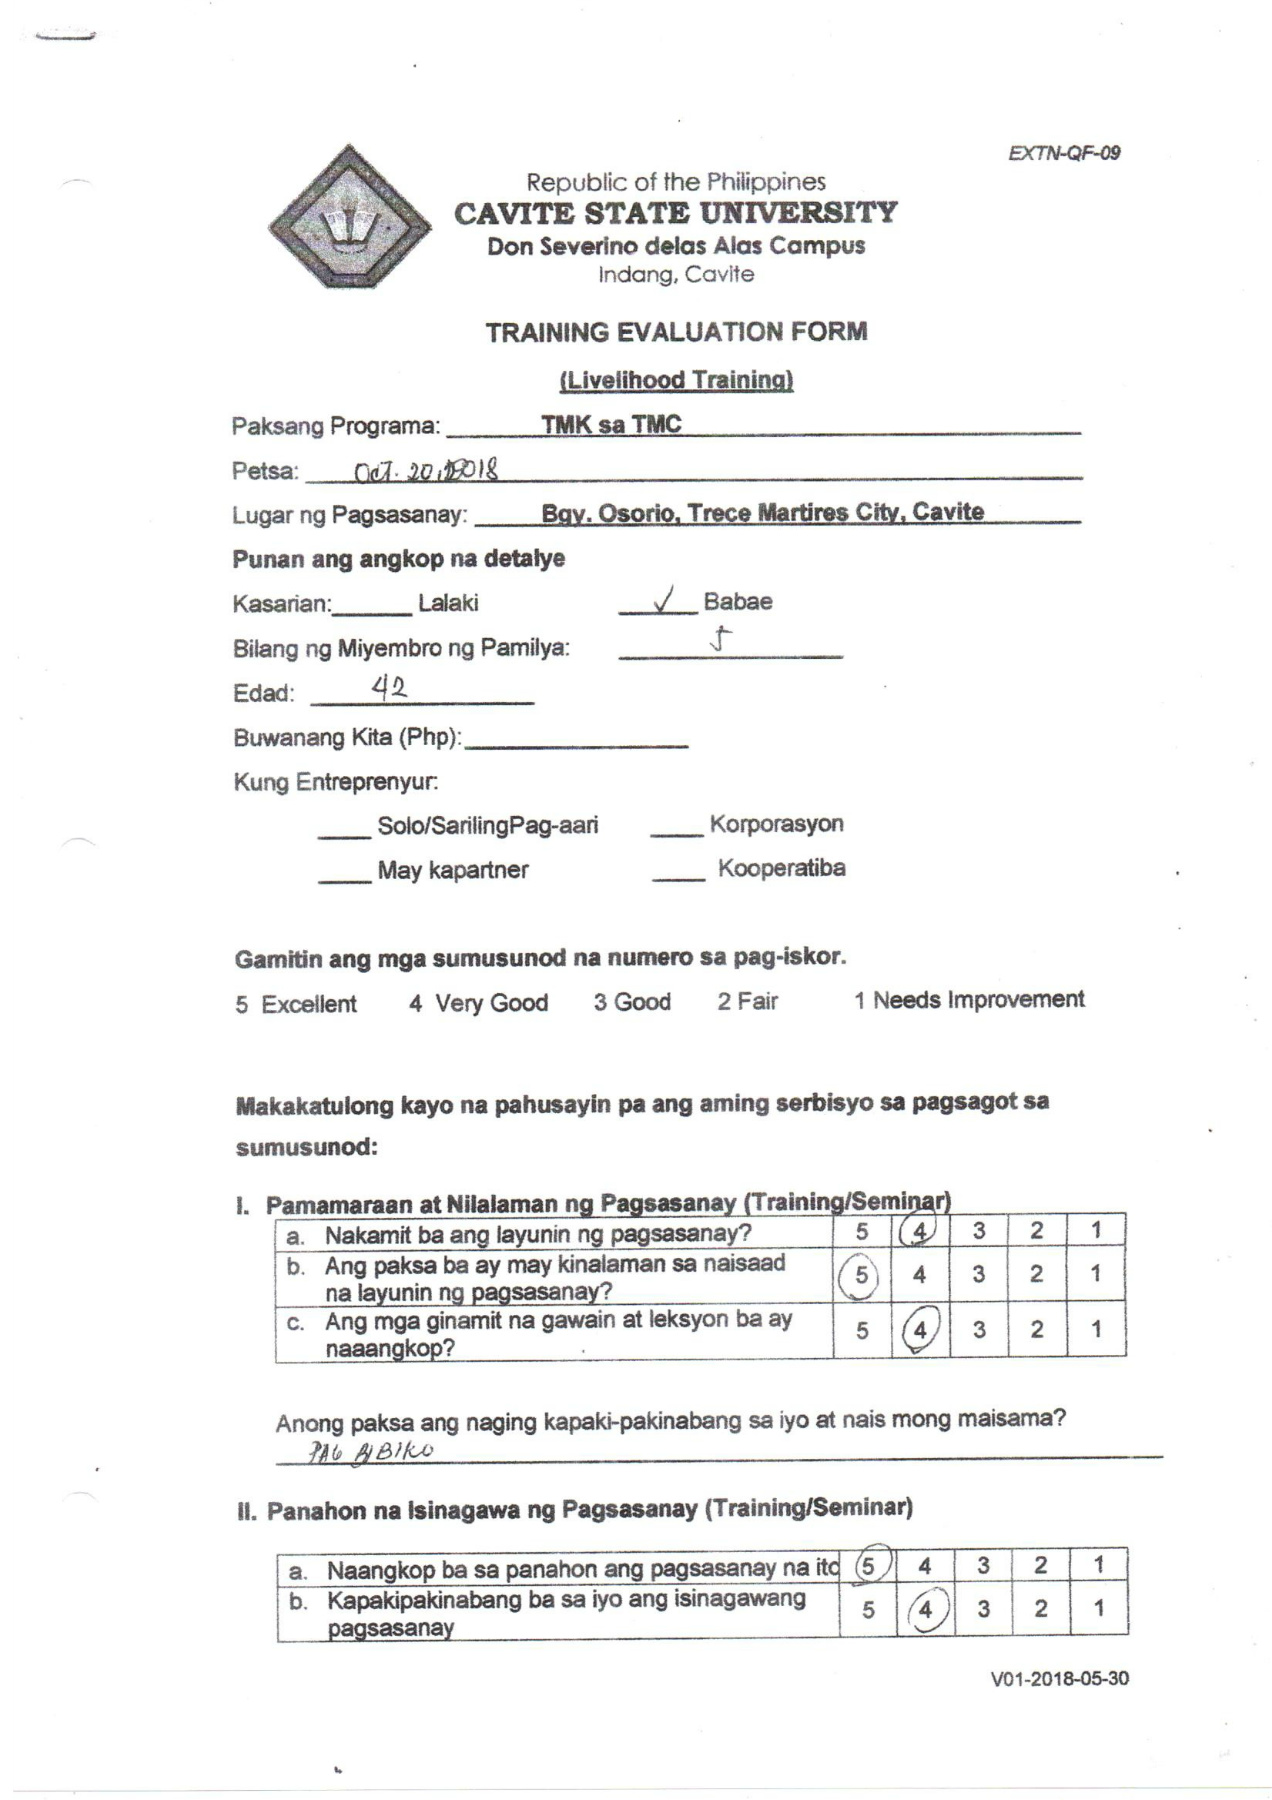 EXTN-QF-09
Republic of the Philippines
CAVITE STATE UNIVERSITY
Don Severino delas Alas Campus
Indang, Cavite
TRAINING EVALUATION FORM
(Livelihood Training)
Paksang Programa: TMK sa TMC
Petsa: Oct. 20, 2018
Lugar ng Pagsasanay: Bgy. Osorio, Trece Martires City, Cavite
Punan ang angkop na detalye
Kasarian:______ Lalaki ✓ Babae
Bilang ng Miyembro ng Pamilya: 5
Edad: 42
Buwanang Kita (Php):
Kung Entreprenyur:
____ Solo/SarilingPag-aari ____ Korporasyon
____ May kapartner ____ Kooperatiba
Gamitin ang mga sumusunod na numero sa pag-iskor.
5 Excellent 4 Very Good 3 Good 2 Fair 1 Needs Improvement
Makakatulong kayo na pahusayin pa ang aming serbisyo sa pagsagot sa
sumusunod:
I. Pamamaraan at Nilalaman ng Pagsasanay (Training/Seminar)
a. Nakamit ba ang layunin ng pagsasanay? 5 4 3 2 1
b. Ang paksa ba ay may kinalaman sa naisaad
na layunin ng pagsasanay? 5 4 3 2 1
c. Ang mga ginamit na gawain at leksyon ba ay
naaangkop? 5 4 3 2 1
Anong paksa ang naging kapaki-pakinabang sa iyo at nais mong maisama?
PAG BIBIKO
II. Panahon na Isinagawa ng Pagsasanay (Training/Seminar)
a. Naangkop ba sa panahon ang pagsasanay na ito 5 4 3 2 1
b. Kapakipakinabang ba sa iyo ang isinagawang
pagsasanay 5 4 3 2 1
V01-2018-05-30